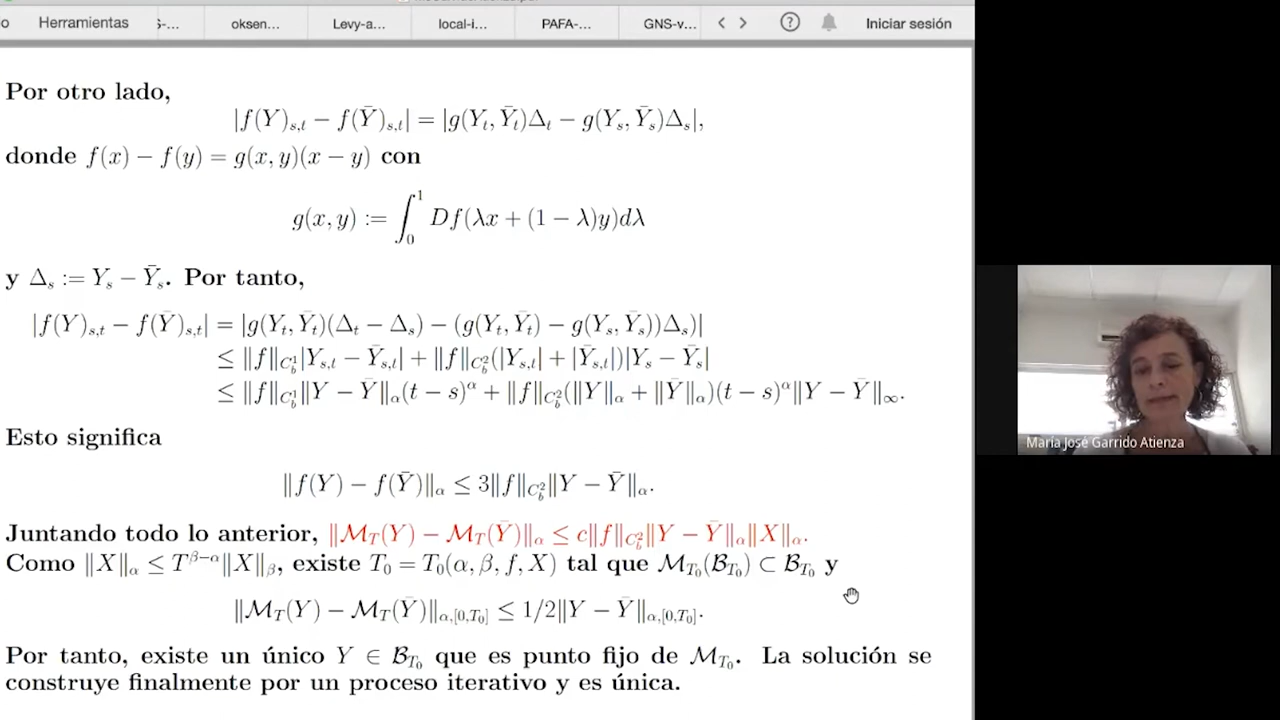 Herramientas
oksen...
Levy-a...
local-i...
PAFA-...
GNS-v...
Iniciar sesión
Por otro lado,
|f(Y)_{s,t} − f(Ȳ)_{s,t}| = |g(Y_t, Ȳ_t)Δ_t − g(Y_s, Ȳ_s)Δ_s|,
donde f(x) − f(y) = g(x, y)(x − y) con
g(x, y) := ∫_0^1 Df(λx + (1 − λ)y)dλ
y Δ_s := Y_s − Ȳ_s. Por tanto,
|f(Y)_{s,t} − f(Ȳ)_{s,t}| = |g(Y_t, Ȳ_t)(Δ_t − Δ_s) − (g(Y_t, Ȳ_t) − g(Y_s, Ȳ_s))Δ_s)|
≤ ‖f‖_{C_b^1}|Y_{s,t} − Ȳ_{s,t}| + ‖f‖_{C_b^2}(|Y_{s,t}| + |Ȳ_{s,t}|)|Y_s − Ȳ_s|
≤ ‖f‖_{C_b^1}‖Y − Ȳ‖_α(t − s)^α + ‖f‖_{C_b^2}(‖Y‖_α + ‖Ȳ‖_α)(t − s)^α‖Y − Ȳ‖_∞.
Esto significa
‖f(Y) − f(Ȳ)‖_α ≤ 3‖f‖_{C_b^2}‖Y − Ȳ‖_α.
Juntando todo lo anterior, ‖ℳ_T(Y) − ℳ_T(Ȳ)‖_α ≤ c‖f‖_{C_b^2}‖Y − Ȳ‖_α‖X‖_α.
Como ‖X‖_α ≤ T^{β−α}‖X‖_β, existe T_0 = T_0(α, β, f, X) tal que ℳ_{T_0}(ℬ_{T_0}) ⊂ ℬ_{T_0} y
‖ℳ_T(Y) − ℳ_T(Ȳ)‖_{α,[0,T_0]} ≤ 1/2‖Y − Ȳ‖_{α,[0,T_0]}.
Por tanto, existe un único Y ∈ ℬ_{T_0} que es punto fijo de ℳ_{T_0}. La solución se
construye finalmente por un proceso iterativo y es única.
María José Garrido Atienza